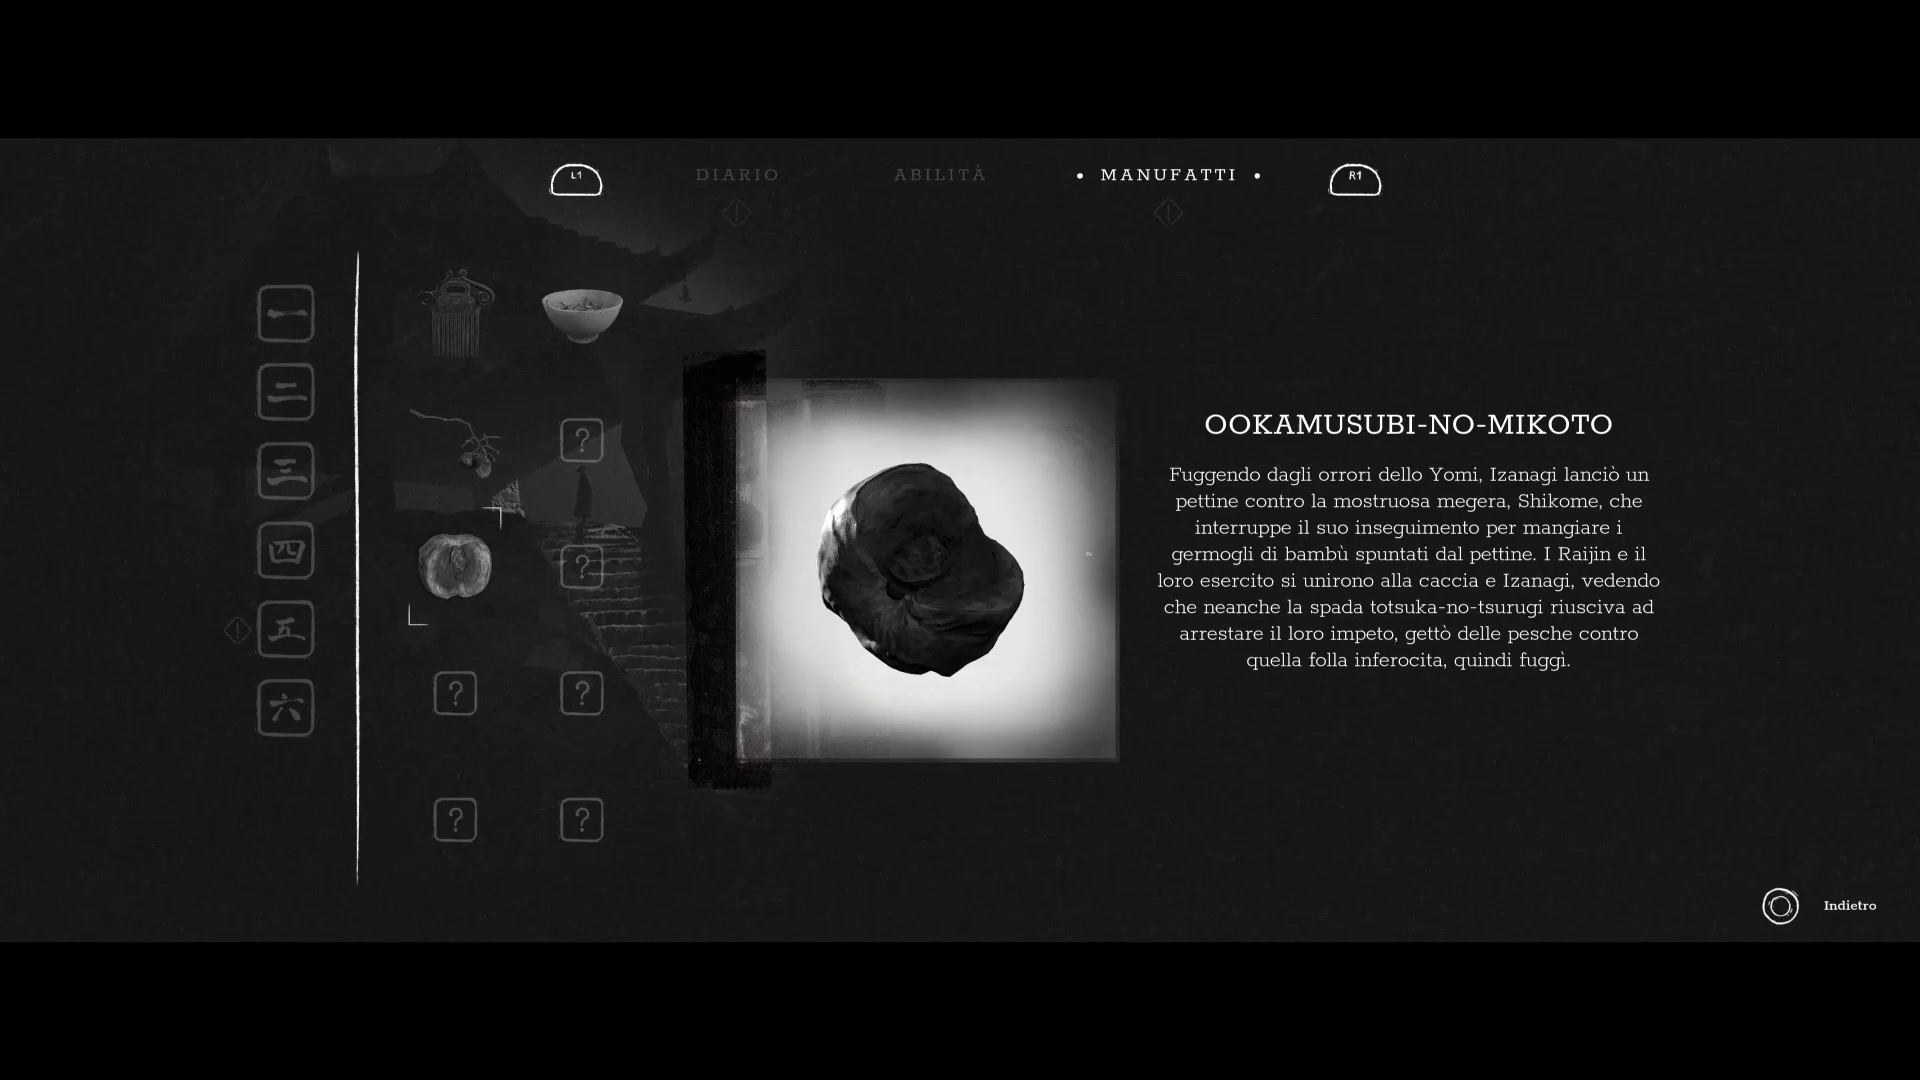 L1
DIARIO
ABILITÀ
• MANUFATTI •
R1
一
二
三
四
五
六
?
?
?
?
?
?
OOKAMUSUBI-NO-MIKOTO
Fuggendo dagli orrori dello Yomi, Izanagi lanciò un
pettine contro la mostruosa megera, Shikome, che
interruppe il suo inseguimento per mangiare i
germogli di bambù spuntati dal pettine. I Raijin e il
loro esercito si unirono alla caccia e Izanagi, vedendo
che neanche la spada totsuka-no-tsurugi riusciva ad
arrestare il loro impeto, gettò delle pesche contro
quella folla inferocita, quindi fuggì.
Indietro